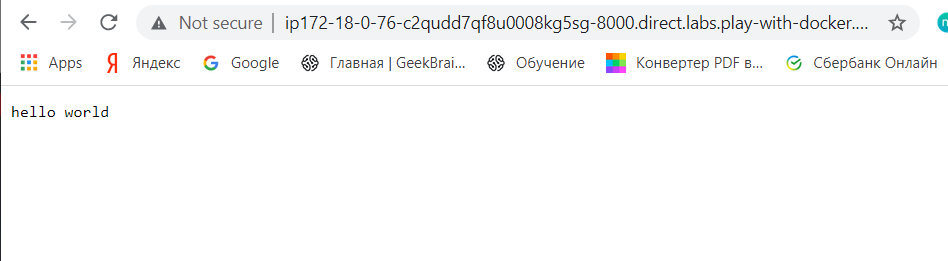 Not secure | ip172-18-0-76-c2qudd7qf8u0008kg5sg-8000.direct.labs.play-with-docker....
Apps Яндекс Google Главная | GeekBrai... Обучение Конвертер PDF в... Сбербанк Онлайн
hello world